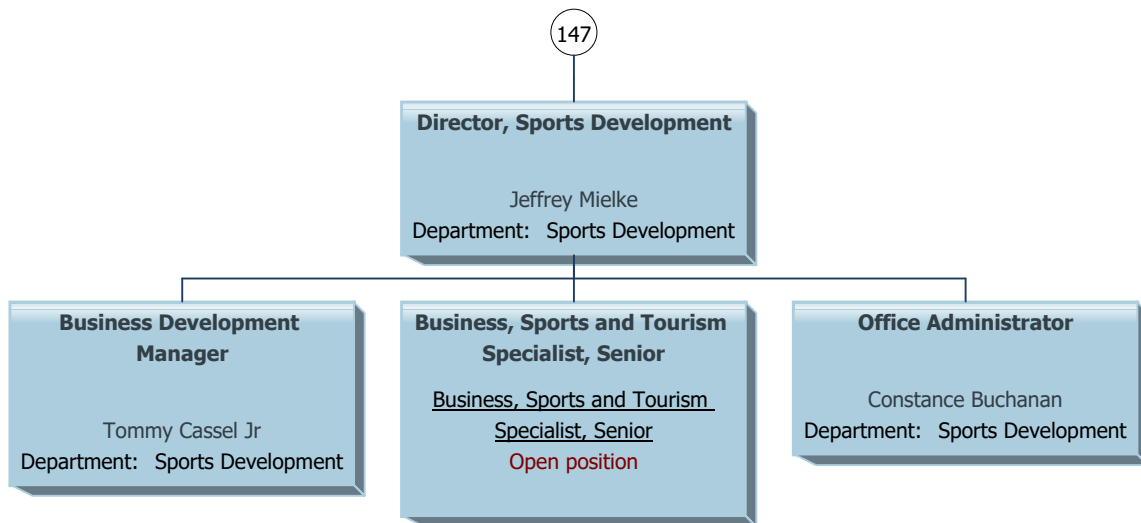 147
Director, Sports Development
Jeffrey Mielke
Department: Sports Development
Business Development
Manager
Tommy Cassel Jr
Department: Sports Development
Business, Sports and Tourism
Specialist, Senior
Business, Sports and Tourism
Specialist, Senior
Open position
Office Administrator
Constance Buchanan
Department: Sports Development